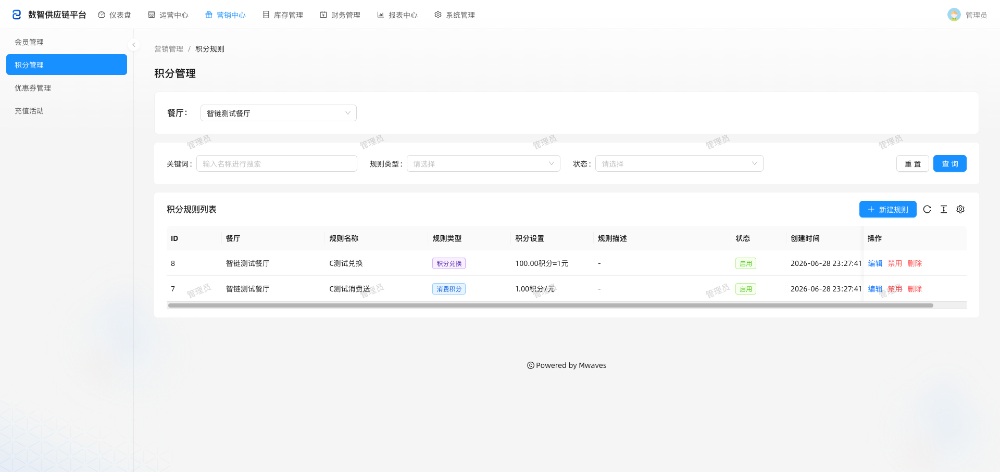 数智供应链平台 仪表盘 运营中心 营销中心 库存管理 财务管理 报表中心 系统管理 管理员
会员管理
积分管理
优惠券管理
充值活动
营销管理 / 积分规则
积分管理
餐厅： 智链测试餐厅
管理员 管理员 管理员 管理员 管理员
关键词： 输入名称进行搜索 规则类型： 请选择 状态： 请选择 重 置 查 询
积分规则列表 新建规则
ID 餐厅 规则名称 规则类型 积分设置 规则描述 状态 创建时间 操作
8 智链测试餐厅 C测试兑换 积分兑换 100.00积分=1元 - 启用 2026-06-28 23:27:41 编辑 禁用 删除
7 智链测试餐厅 C测试消费送 消费积分 1.00积分/元 - 启用 2026-06-28 23:27:41 编辑 禁用 删除
管理员 管理员 管理员 管理员 管理员
© Powered by Mwaves